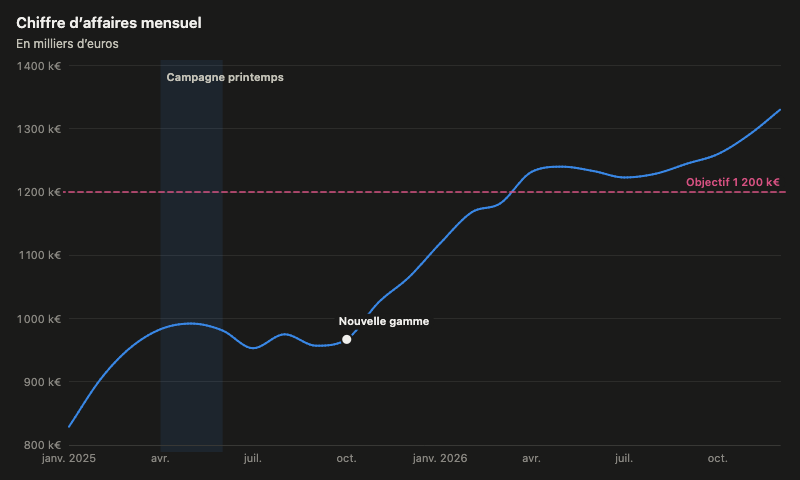 Chiffre d’affaires mensuel
En milliers d’euros
1400 k€
Campagne printemps
1300 k€
1200 k€
Objectif 1 200 k€
1100 k€
1000 k€
Nouvelle gamme
900 k€
800 k€
janv. 2025 avr. juil. oct. janv. 2026 avr. juil. oct.